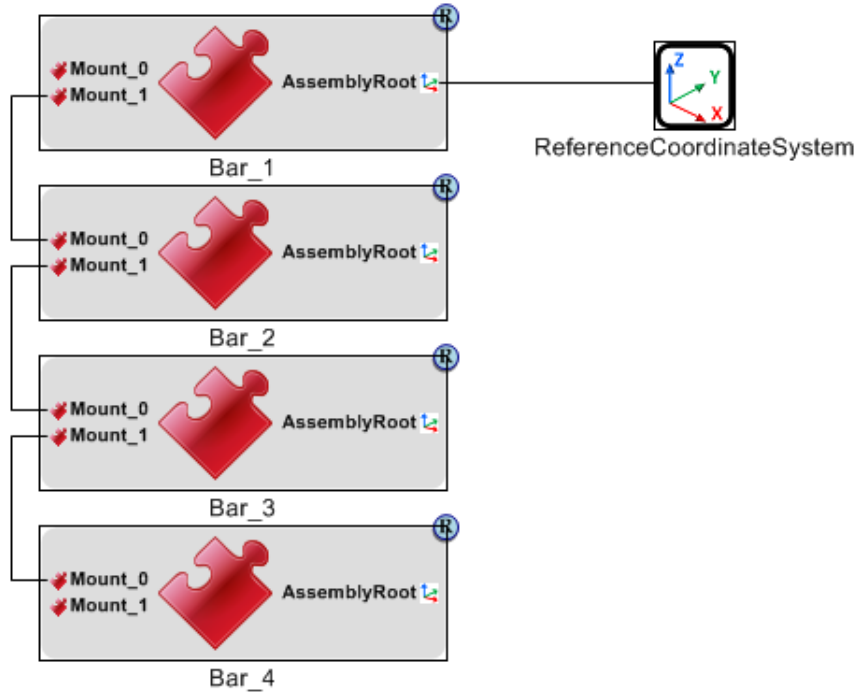 R
Mount_0
Mount_1
AssemblyRoot
Bar_1
Z
Y
X
ReferenceCoordinateSystem
R
Mount_0
Mount_1
AssemblyRoot
Bar_2
R
Mount_0
Mount_1
AssemblyRoot
Bar_3
R
Mount_0
Mount_1
AssemblyRoot
Bar_4